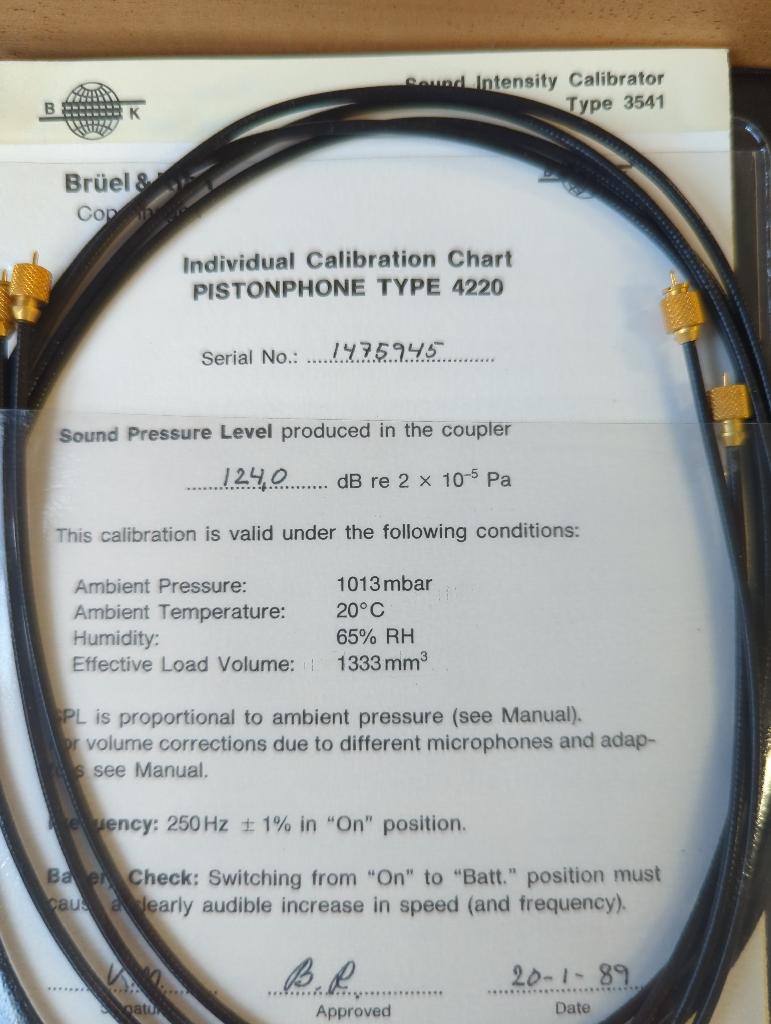 Sound Intensity Calibrator
Type 3541
B K
Brüel &
Individual Calibration Chart
PISTONPHONE TYPE 4220
Serial No.: 1475945
Sound Pressure Level produced in the coupler
124,0 dB re 2 × 10⁻⁵ Pa
This calibration is valid under the following conditions:
Ambient Pressure: 1013 mbar
Ambient Temperature: 20°C
Humidity: 65% RH
Effective Load Volume: 1333 mm³
SPL is proportional to ambient pressure (see Manual).
For volume corrections due to different microphones and adap-
see Manual.
Frequency: 250 Hz ± 1% in “On” position.
Battery Check: Switching from “On” to “Batt.” position must
cause a clearly audible increase in speed (and frequency).
B.R. 20-1-89
Signature Approved Date